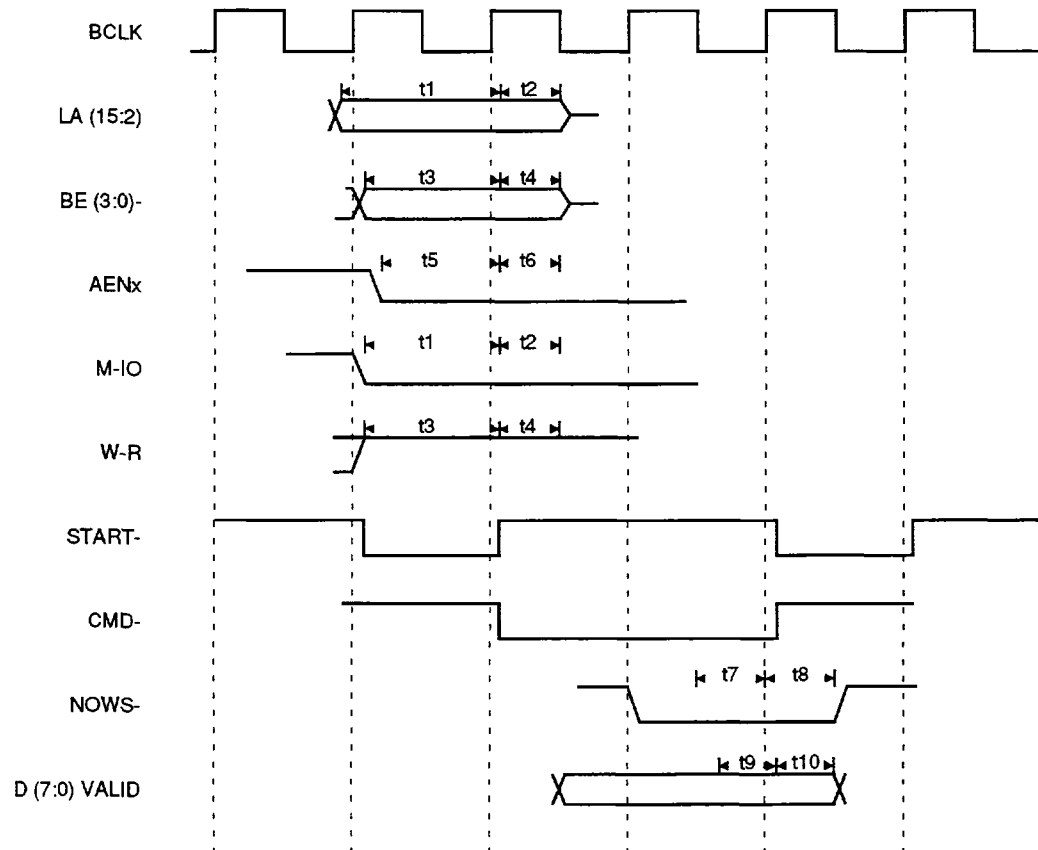 BCLK
LA (15:2)
t1 t2
BE (3:0)-
t3 t4
AENx
t5 t6
M-IO
t1 t2
W-R
t3 t4
START-
CMD-
NOWS-
t7 t8
D (7:0) VALID
t9 t10